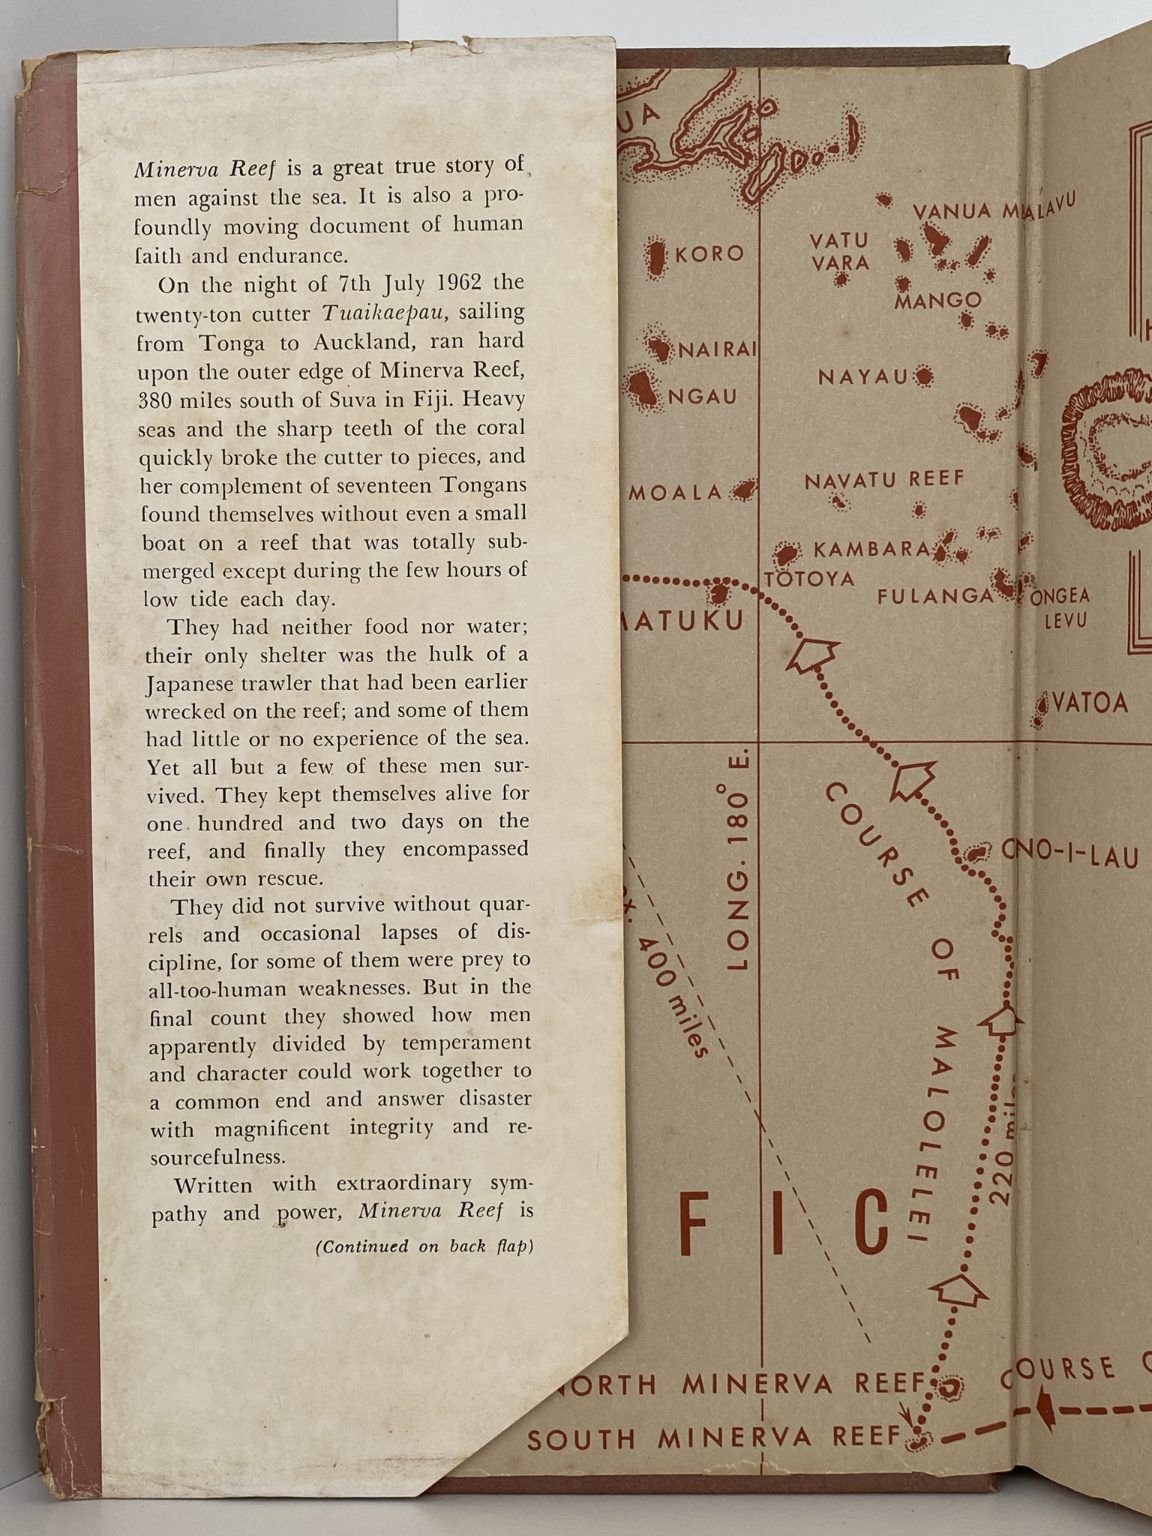 Minerva Reef is a great true story of
men against the sea. It is also a pro-
foundly moving document of human
faith and endurance.
On the night of 7th July 1962 the
twenty-ton cutter Tuaikaepau, sailing
from Tonga to Auckland, ran hard
upon the outer edge of Minerva Reef,
380 miles south of Suva in Fiji. Heavy
seas and the sharp teeth of the coral
quickly broke the cutter to pieces, and
her complement of seventeen Tongans
found themselves without even a small
boat on a reef that was totally sub-
merged except during the few hours of
low tide each day.
They had neither food nor water;
their only shelter was the hulk of a
Japanese trawler that had been earlier
wrecked on the reef; and some of them
had little or no experience of the sea.
Yet all but a few of these men sur-
vived. They kept themselves alive for
one hundred and two days on the
reef, and finally they encompassed
their own rescue.
They did not survive without quar-
rels and occasional lapses of dis-
cipline, for some of them were prey to
all-too-human weaknesses. But in the
final count they showed how men
apparently divided by temperament
and character could work together to
a common end and answer disaster
with magnificent integrity and re-
sourcefulness.
Written with extraordinary sym-
pathy and power, Minerva Reef is
(Continued on back flap)
UA
VANUA MALAVU
KORO
VATU
VARA
MANGO
NAIRAI
NAYAU
NGAU
NAVATU REEF
MOALA
KAMBARA
TOTOYA
FULANGA
ONGEA
LEVU
MATUKU
VATOA
LONG. 180° E.
COURSE OF MALOLELEI
ONO-I-LAU
400 miles
220 miles
FIC
NORTH MINERVA REEF
COURSE
SOUTH MINERVA REEF